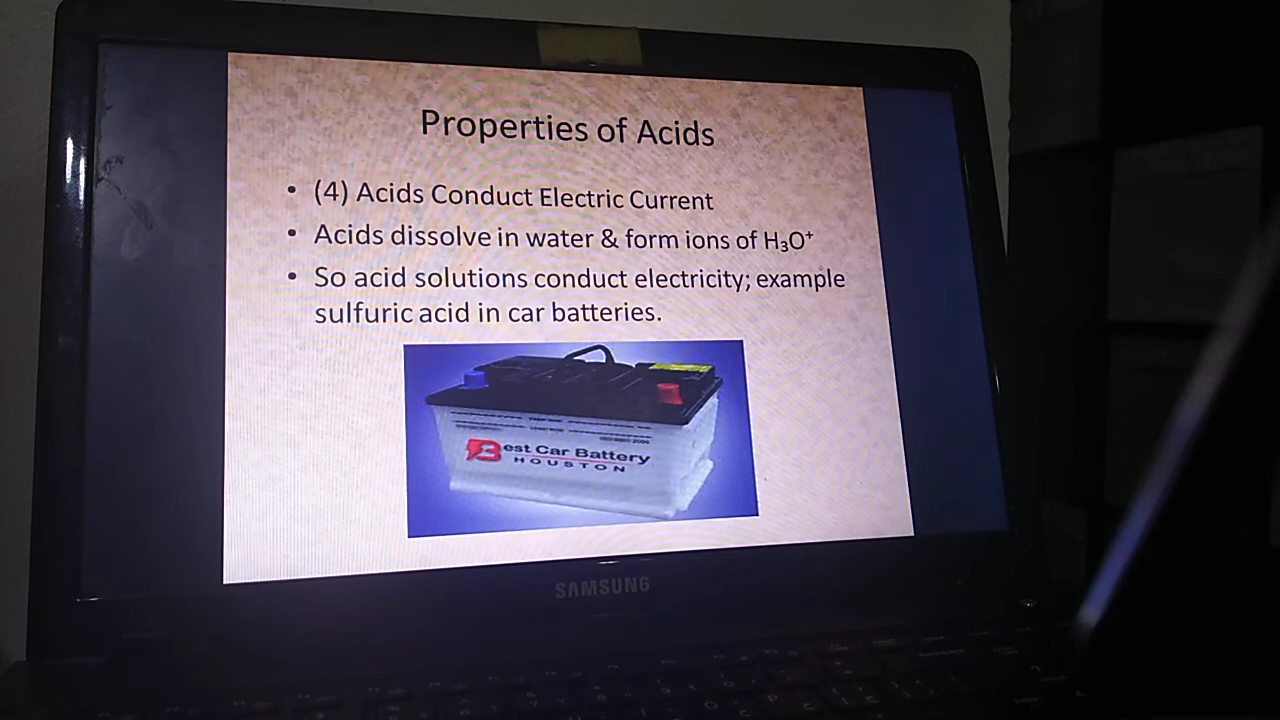 Properties of Acids
• (4) Acids Conduct Electric Current
• Acids dissolve in water & form ions of H₃O⁺
• So acid solutions conduct electricity; example
sulfuric acid in car batteries.
Best Car Battery
HOUSTON
SAMSUNG